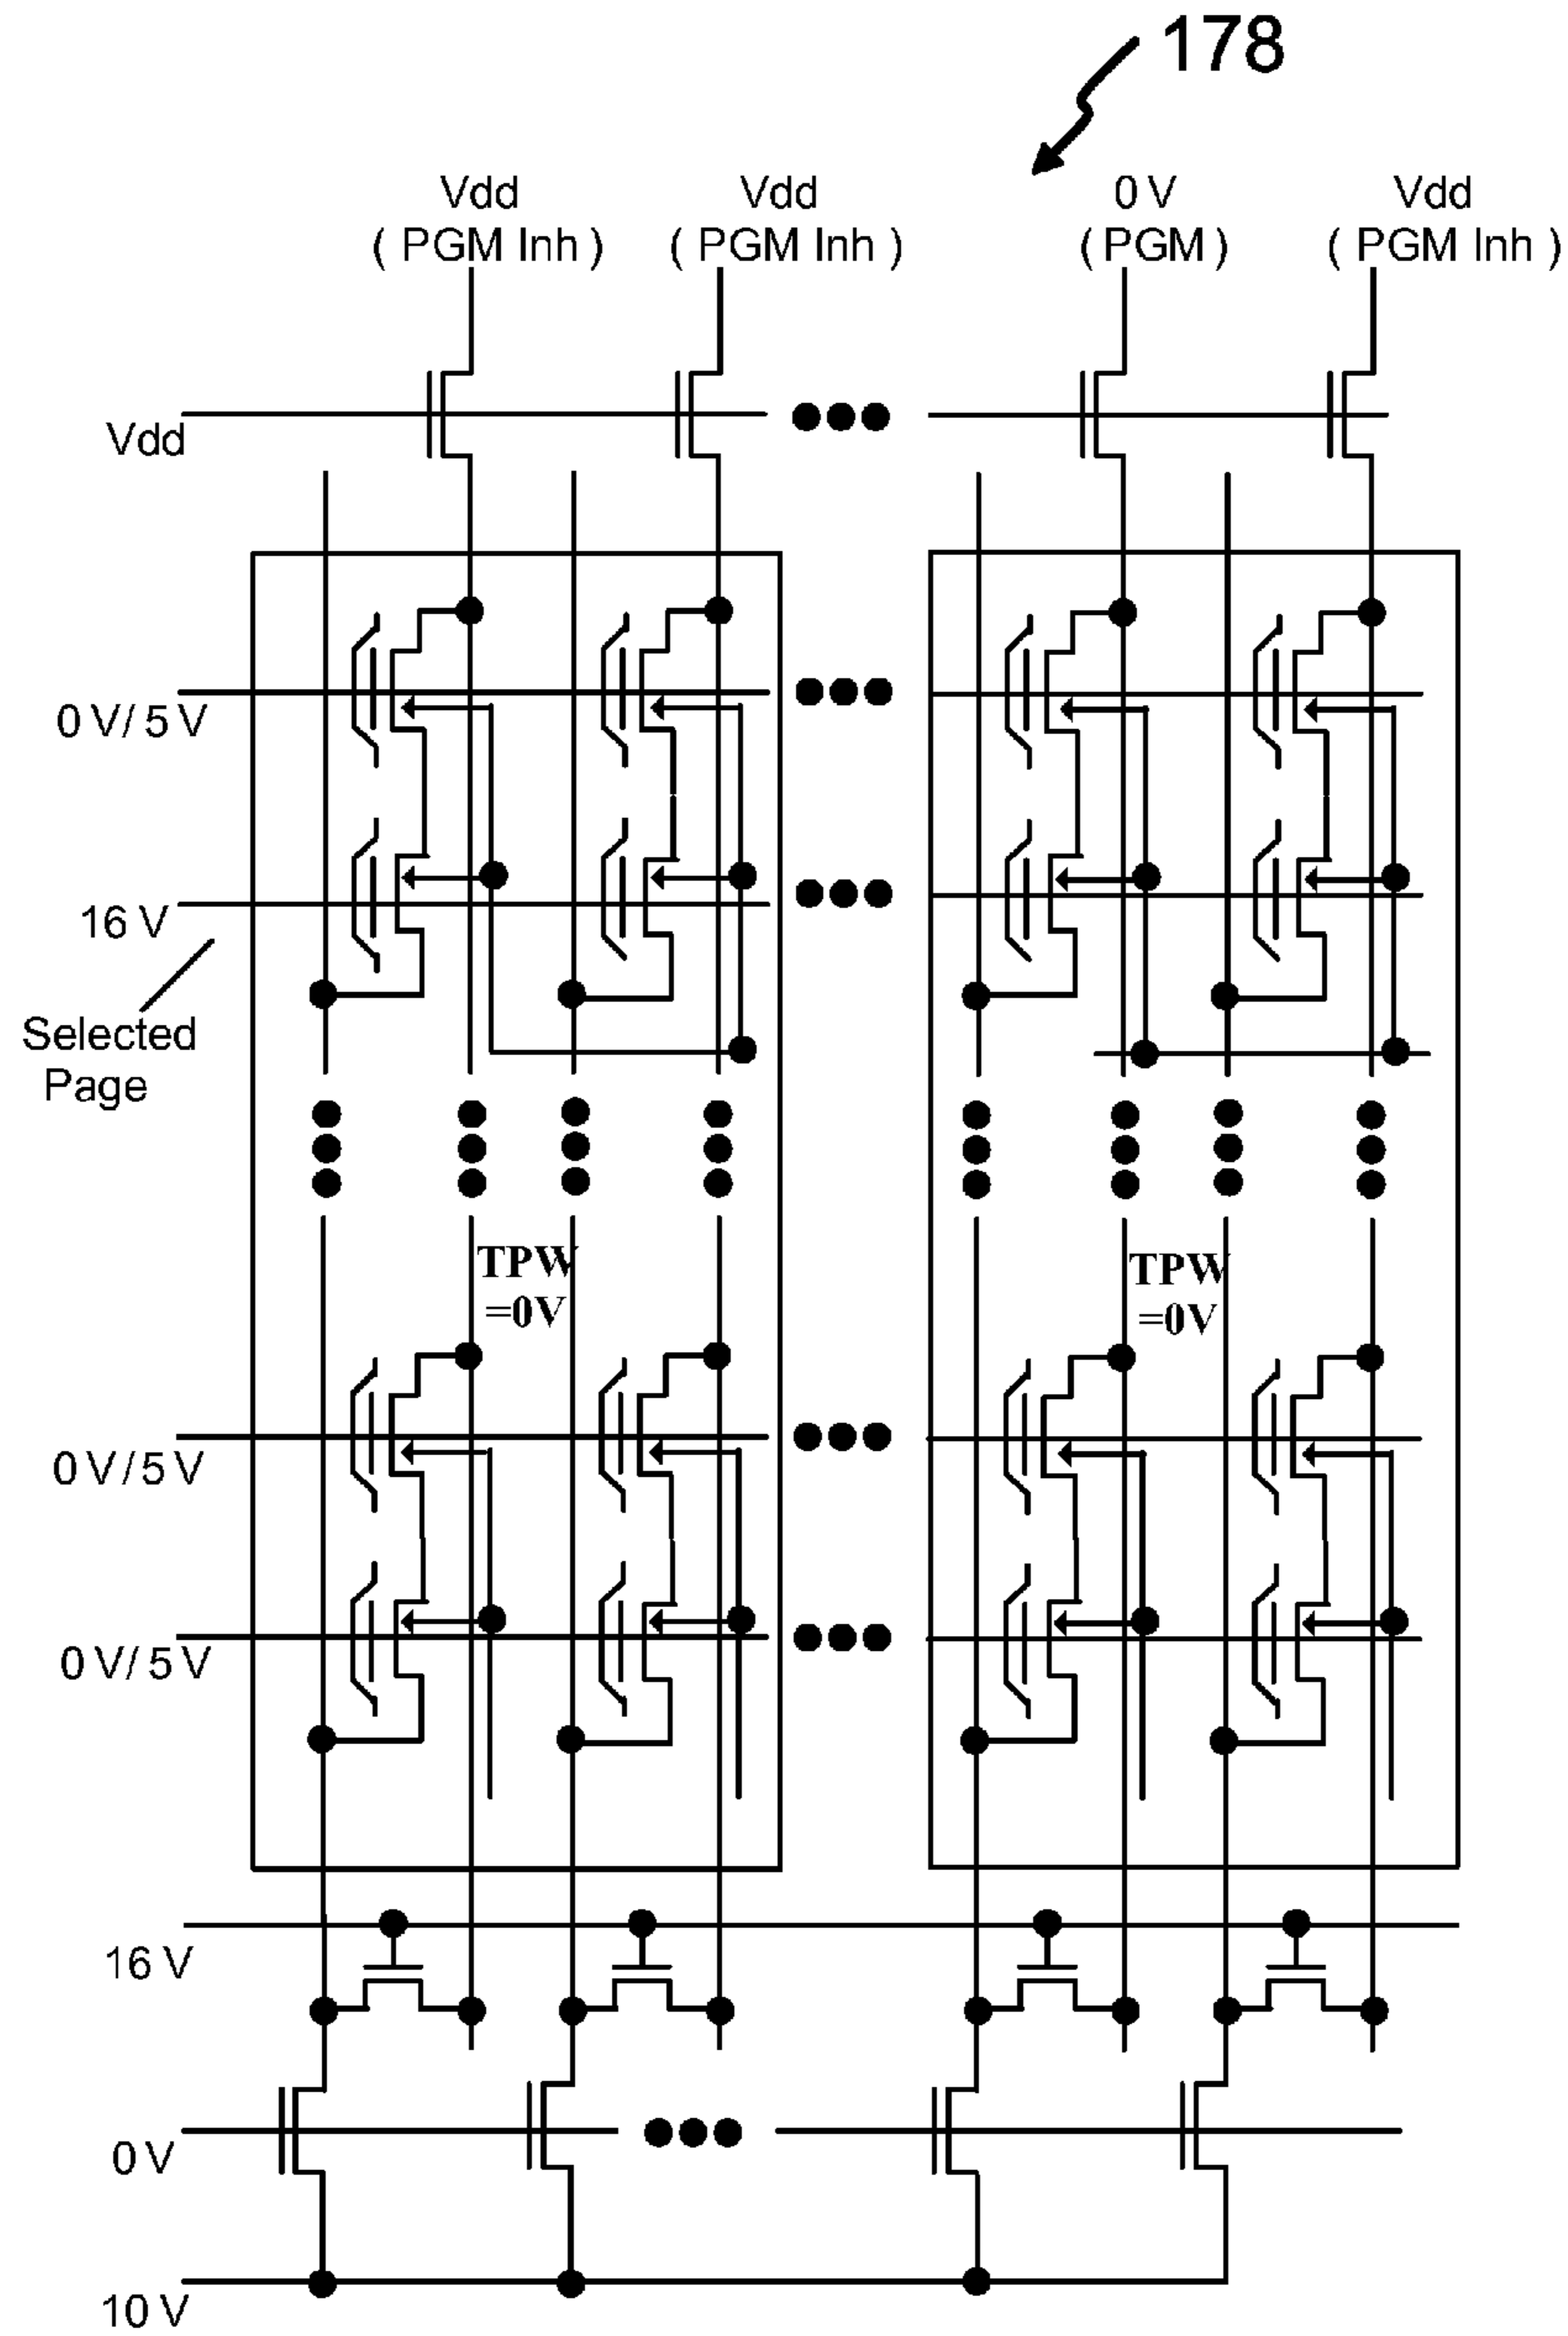 178
Vdd
( PGM Inh )
Vdd
( PGM Inh )
0 V
( PGM )
Vdd
( PGM Inh )
Vdd
0 V/ 5 V
16 V
Selected
Page
TPW
=0V
TPW
=0V
0 V/ 5 V
0 V/ 5 V
16 V
0 V
10 V